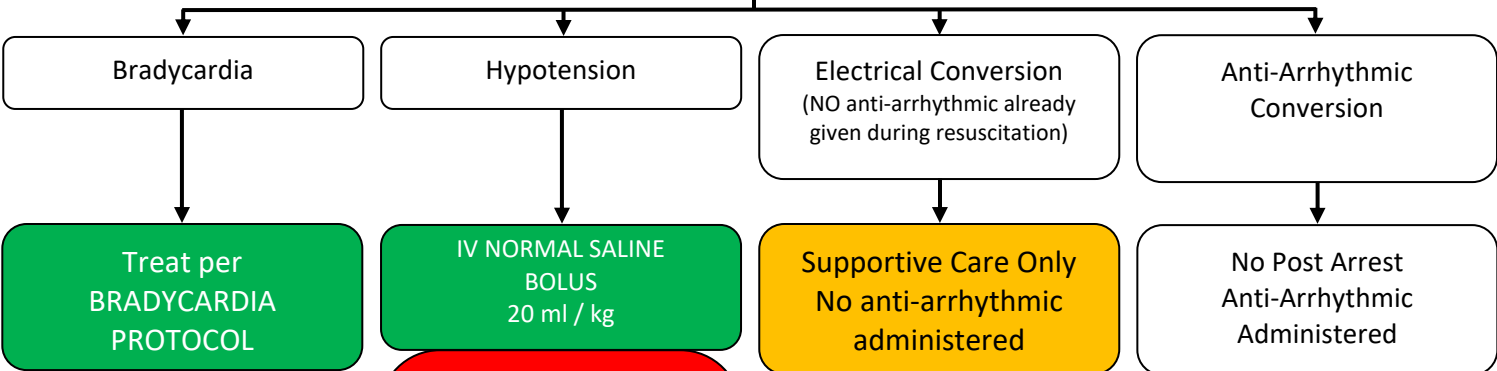 Bradycardia
Hypotension
Electrical Conversion
(NO anti-arrhythmic already
given during resuscitation)
Anti-Arrhythmic
Conversion
Treat per
BRADYCARDIA
PROTOCOL
IV NORMAL SALINE
BOLUS
20 ml / kg
Supportive Care Only
No anti-arrhythmic
administered
No Post Arrest
Anti-Arrhythmic
Administered